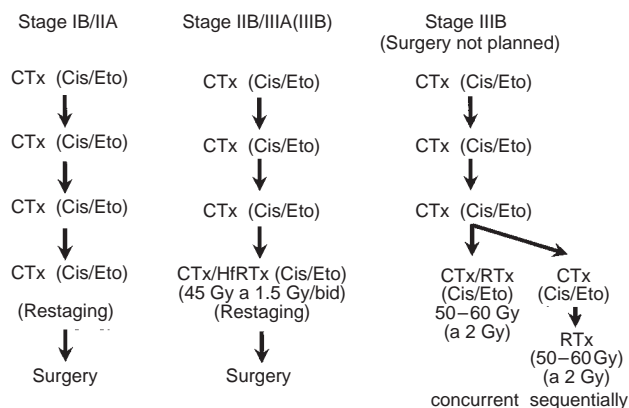 Stage IB/IIA
CTx (Cis/Eto)
CTx (Cis/Eto)
CTx (Cis/Eto)
CTx (Cis/Eto)
(Restaging)
Surgery
Stage IIB/IIIA(IIIB)
CTx (Cis/Eto)
CTx (Cis/Eto)
CTx (Cis/Eto)
CTx/HfRTx (Cis/Eto)
(45 Gy a 1.5 Gy/bid)
(Restaging)
Surgery
Stage IIIB
(Surgery not planned)
CTx (Cis/Eto)
CTx (Cis/Eto)
CTx (Cis/Eto)
CTx/RTx
(Cis/Eto)
50–60 Gy
(a 2 Gy)
concurrent
CTx
(Cis/Eto)
RTx
(50–60 Gy)
(a 2 Gy)
sequentially